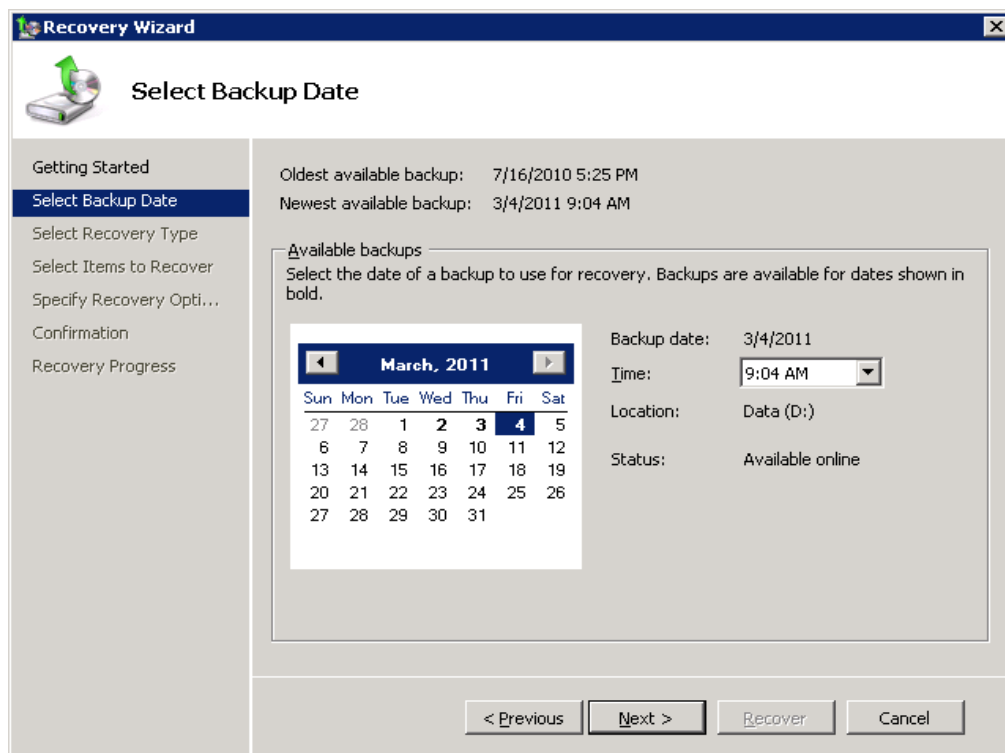 Recovery Wizard
Select Backup Date
Getting Started
Select Backup Date
Select Recovery Type
Select Items to Recover
Specify Recovery Opti...
Confirmation
Recovery Progress
Oldest available backup: 7/16/2010 5:25 PM
Newest available backup: 3/4/2011 9:04 AM
Available backups
Select the date of a backup to use for recovery. Backups are available for dates shown in
bold.
March, 2011
Sun Mon Tue Wed Thu Fri Sat
27 28 1 2 3 4 5
6 7 8 9 10 11 12
13 14 15 16 17 18 19
20 21 22 23 24 25 26
27 28 29 30 31
Backup date: 3/4/2011
Time: 9:04 AM
Location: Data (D:)
Status: Available online
< Previous Next > Recover Cancel